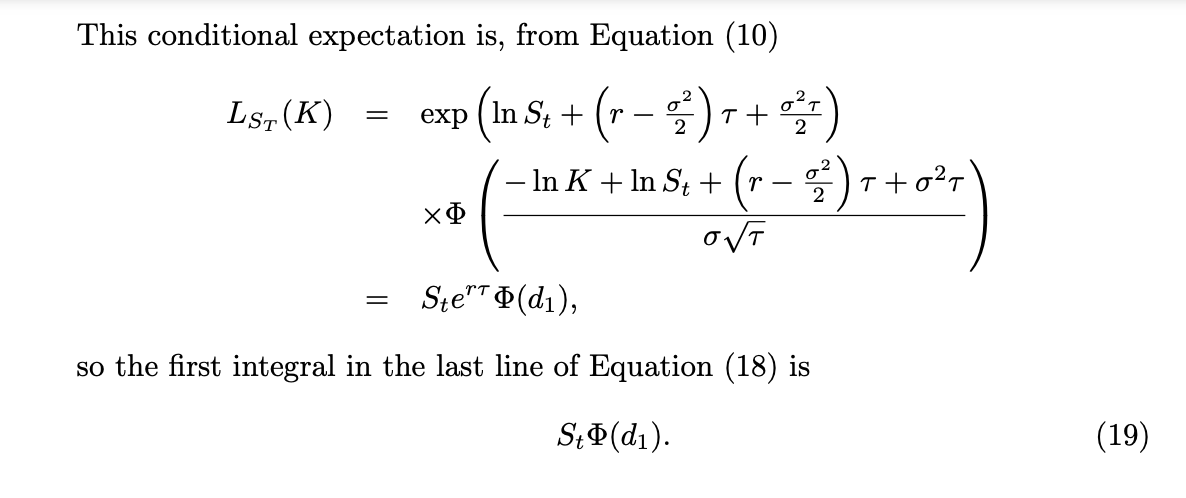 This conditional expectation is, from Equation (10)
L_{S_T}(K) = exp(ln S_t + (r − σ²/2) τ + σ²τ/2)
×Φ((− ln K + ln S_t + (r − σ²/2) τ + σ²τ)/(σ√τ))
= S_t e^{rτ} Φ(d_1),
so the first integral in the last line of Equation (18) is
S_t Φ(d_1). (19)